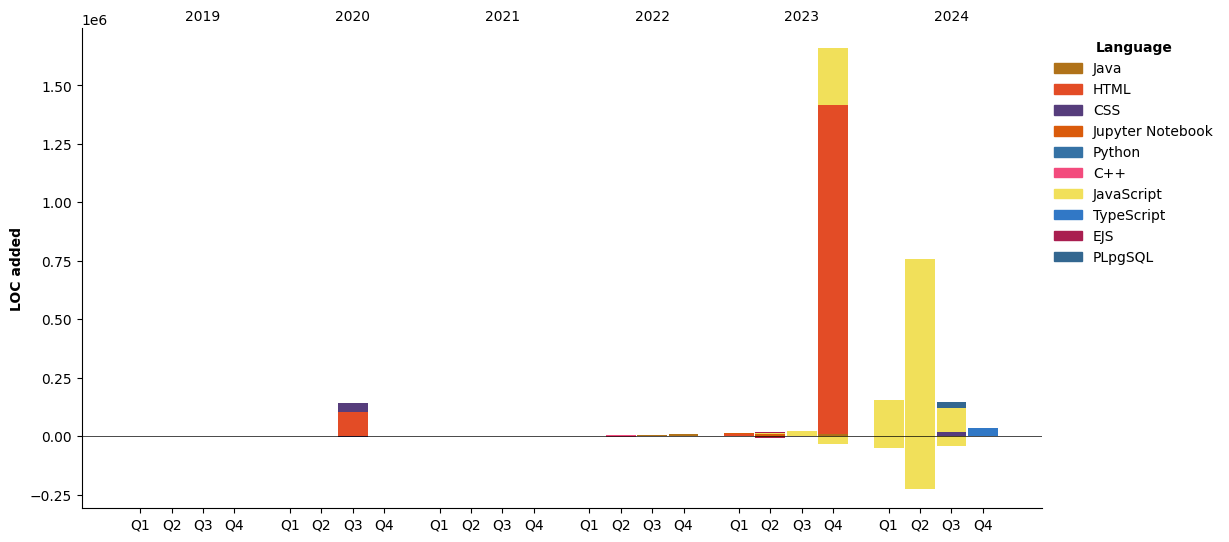 1e6
2019 2020 2021 2022 2023 2024
LOC added
1.50
1.25
1.00
0.75
0.50
0.25
0.00
−0.25
Q1 Q2 Q3 Q4 Q1 Q2 Q3 Q4 Q1 Q2 Q3 Q4 Q1 Q2 Q3 Q4 Q1 Q2 Q3 Q4 Q1 Q2 Q3 Q4
Language
Java
HTML
CSS
Jupyter Notebook
Python
C++
JavaScript
TypeScript
EJS
PLpgSQL